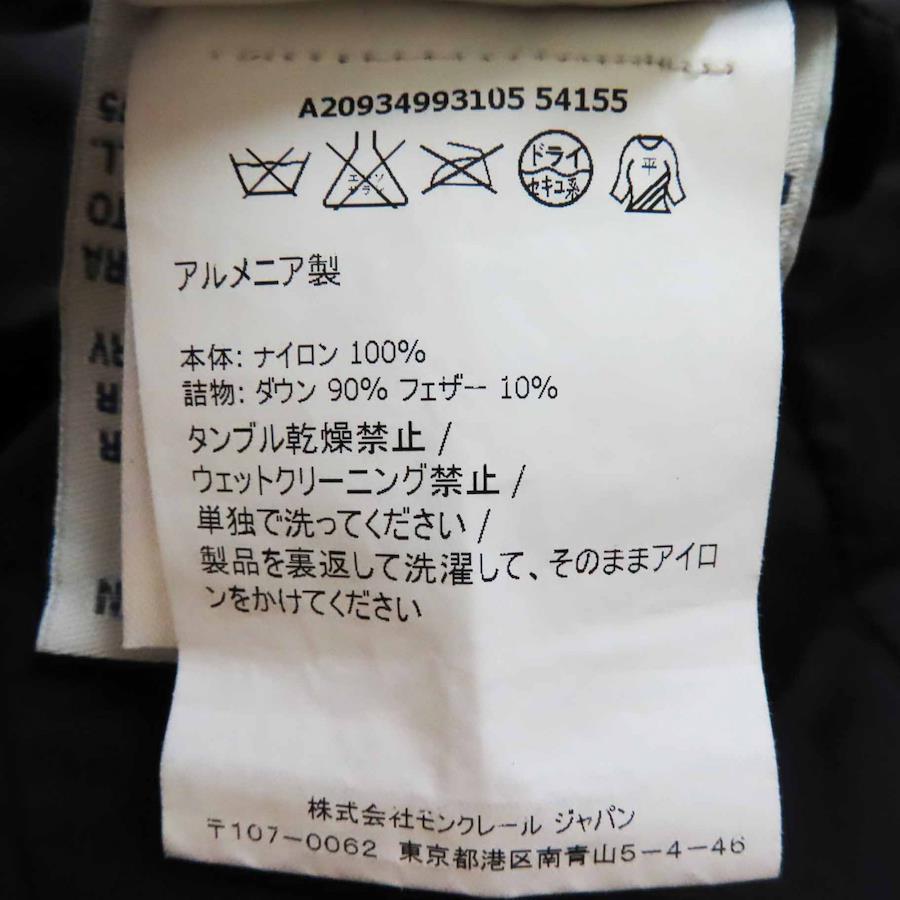 A20934993105 54155
エンソ
サラシ
ドライ
セキユ系
平
アルメニア製
本体: ナイロン 100%
詰物: ダウン 90% フェザー 10%
タンブル乾燥禁止 /
ウェットクリーニング禁止 /
単独で洗ってください /
製品を裏返して洗濯して、そのままアイロ
ンをかけてください
株式会社モンクレール ジャパン
〒107-0062 東京都港区南青山5-4-46